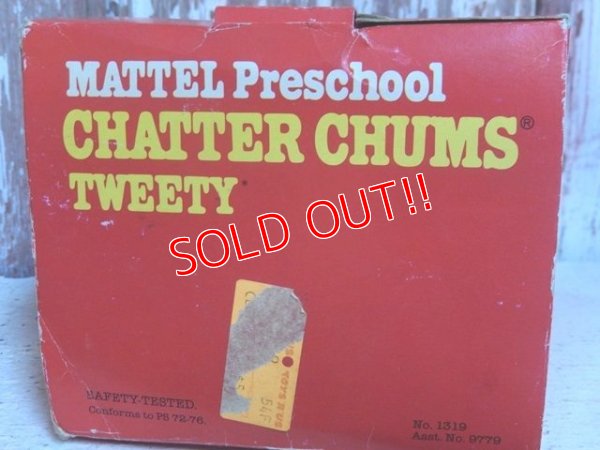 MATTEL Preschool
CHATTER CHUMS®
TWEETY
SOLD OUT!!
SAFETY-TESTED.
Conforms to PS 72-76.
No. 1319
Asst. No. 9779